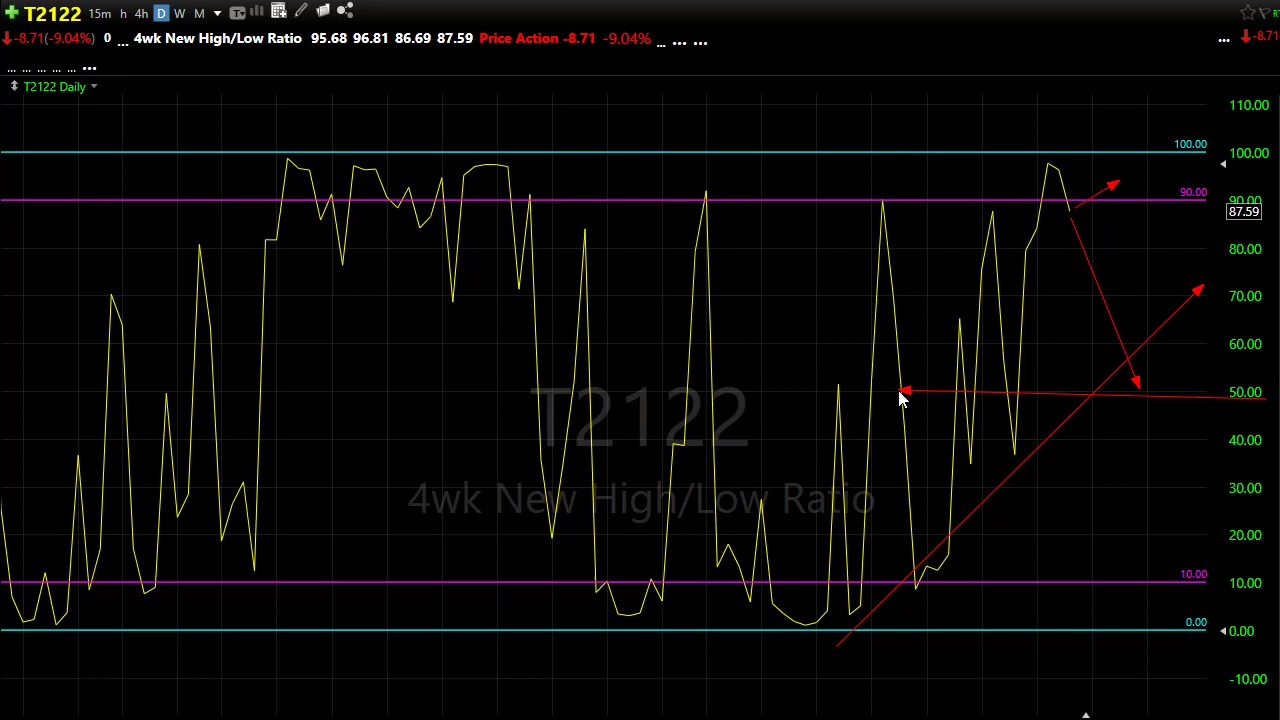 T2122 15m h 4h D W M T
-8.71(-9.04%) 0 ... 4wk New High/Low Ratio 95.68 96.81 86.69 87.59 Price Action -8.71 -9.04% ... ... ... ... -8.71
... ... ... ... ... ...
T2122 Daily
110.00
100.00 100.00
90.00 90.00
87.59
80.00
70.00
60.00
50.00
T2122
40.00
30.00
4wk New High/Low Ratio
20.00
10.00 10.00
0.00 0.00
-10.00